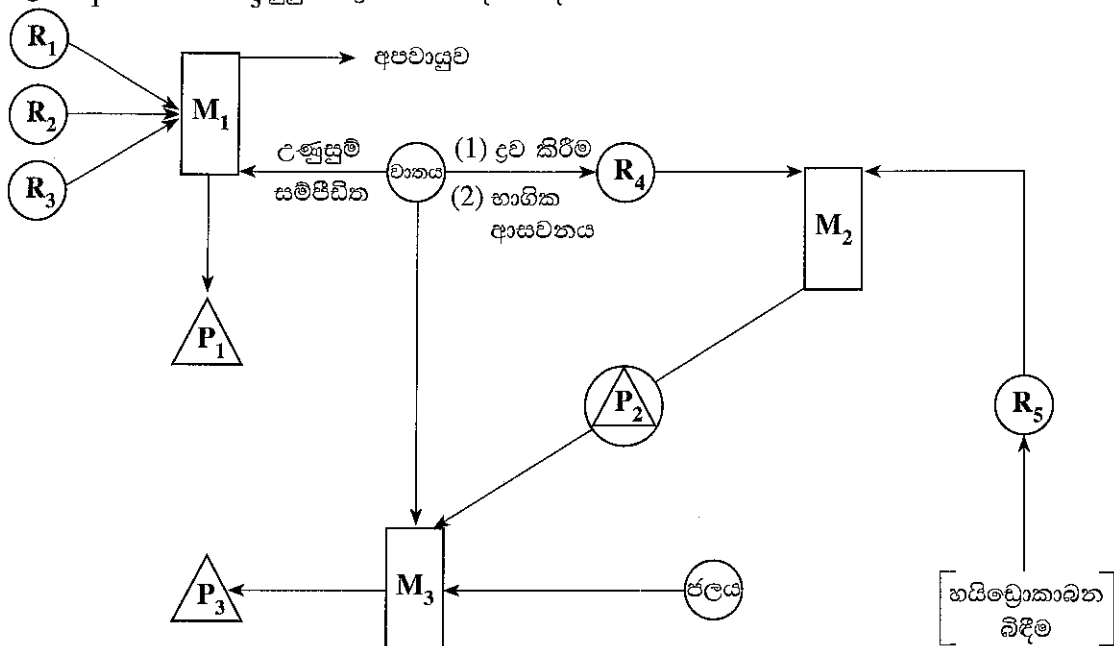 R₁
R₂
R₃
M₁
අපවායුව
උණුසුම්
සම්පීඩිත
වාතය
(1) ද්‍රව කිරීම
(2) භාගික
ආසවනය
R₄
M₂
P₁
P₂
R₅
P₃
M₃
ජලය
හයිඩ්‍රොකාබන
බිඳීම